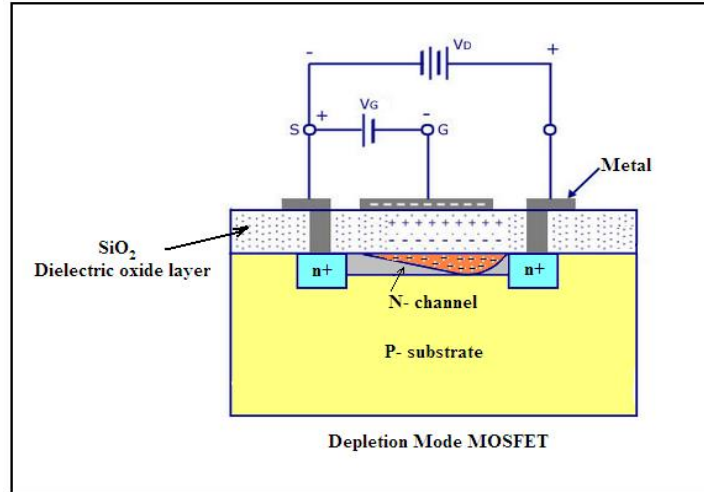 - VD +
+ VG -
S G
Metal
SiO2
Dielectric oxide layer
n+ n+
N- channel
P- substrate
Depletion Mode MOSFET